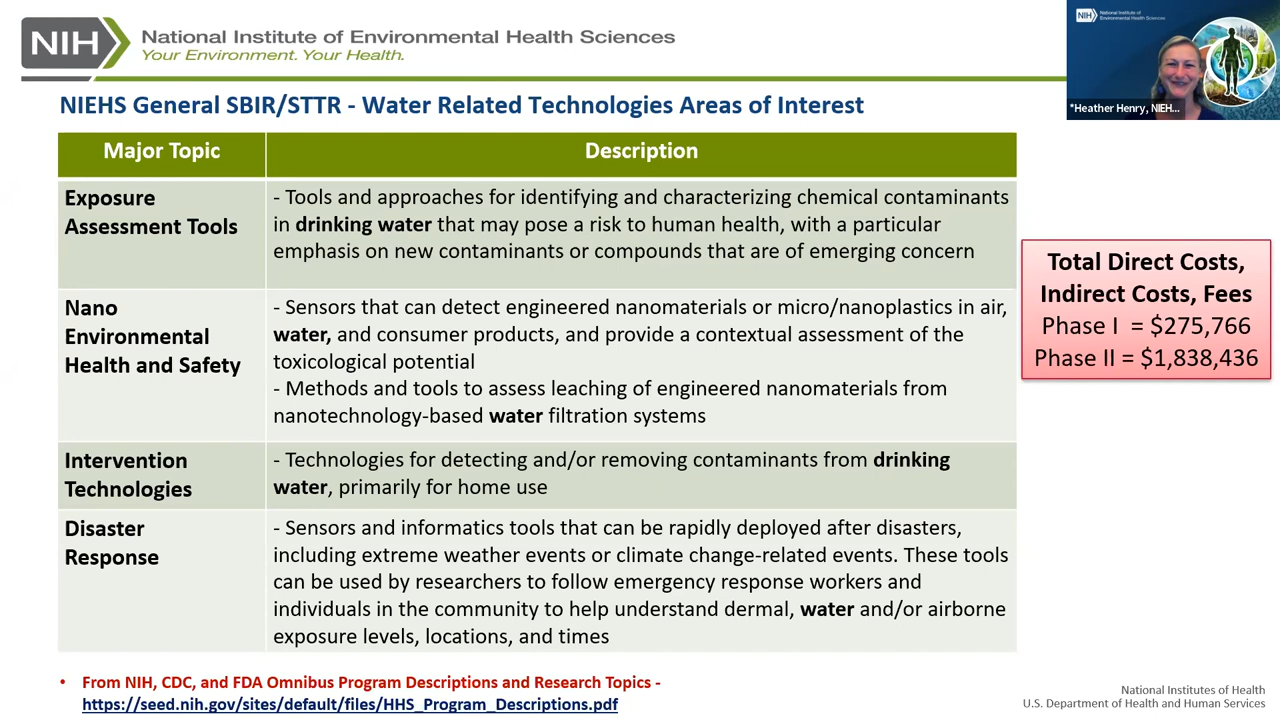 NIH
National Institute of Environmental Health Sciences
Your Environment. Your Health.
NIH
National Institute of
Environmental Health Sciences
*Heather Henry, NIEH...
NIEHS General SBIR/STTR - Water Related Technologies Areas of Interest
Major Topic
Description
Exposure
Assessment Tools
- Tools and approaches for identifying and characterizing chemical contaminants
in drinking water that may pose a risk to human health, with a particular
emphasis on new contaminants or compounds that are of emerging concern
Nano
Environmental
Health and Safety
- Sensors that can detect engineered nanomaterials or micro/nanoplastics in air,
water, and consumer products, and provide a contextual assessment of the
toxicological potential
- Methods and tools to assess leaching of engineered nanomaterials from
nanotechnology-based water filtration systems
Intervention
Technologies
- Technologies for detecting and/or removing contaminants from drinking
water, primarily for home use
Disaster
Response
- Sensors and informatics tools that can be rapidly deployed after disasters,
including extreme weather events or climate change-related events. These tools
can be used by researchers to follow emergency response workers and
individuals in the community to help understand dermal, water and/or airborne
exposure levels, locations, and times
Total Direct Costs,
Indirect Costs, Fees
Phase I = $275,766
Phase II = $1,838,436
• From NIH, CDC, and FDA Omnibus Program Descriptions and Research Topics -
https://seed.nih.gov/sites/default/files/HHS_Program_Descriptions.pdf
National Institutes of Health
U.S. Department of Health and Human Services